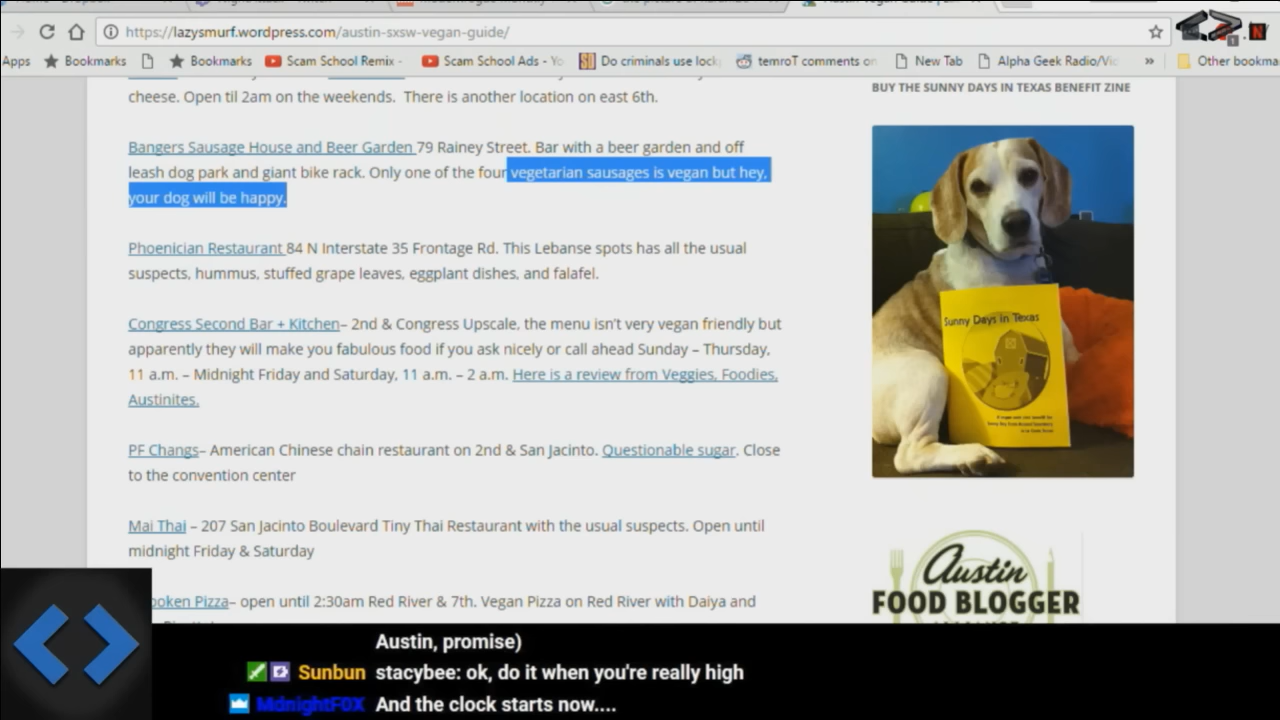 https://lazysmurf.wordpress.com/austin-sxsw-vegan-guide/
Apps Bookmarks Bookmarks Scam School Remix - Scam School Ads - Yo Do criminals use lock temroT comments on New Tab Alpha Geek Radio/Vid » Other bookma
cheese. Open til 2am on the weekends. There is another location on east 6th.
Bangers Sausage House and Beer Garden 79 Rainey Street. Bar with a beer garden and off
leash dog park and giant bike rack. Only one of the four vegetarian sausages is vegan but hey,
your dog will be happy.
Phoenician Restaurant 84 N Interstate 35 Frontage Rd. This Lebanse spots has all the usual
suspects, hummus, stuffed grape leaves, eggplant dishes, and falafel.
Congress Second Bar + Kitchen– 2nd & Congress Upscale, the menu isn't very vegan friendly but
apparently they will make you fabulous food if you ask nicely or call ahead Sunday – Thursday,
11 a.m. – Midnight Friday and Saturday, 11 a.m. – 2 a.m. Here is a review from Veggies, Foodies,
Austinites.
PF Changs– American Chinese chain restaurant on 2nd & San Jacinto. Questionable sugar. Close
to the convention center
Mai Thai – 207 San Jacinto Boulevard Tiny Thai Restaurant with the usual suspects. Open until
midnight Friday & Saturday
poken Pizza– open until 2:30am Red River & 7th. Vegan Pizza on Red River with Daiya and
BUY THE SUNNY DAYS IN TEXAS BENEFIT ZINE
Sunny Days in Texas
Austin
FOOD BLOGGER
Austin, promise)
Sunbun stacybee: ok, do it when you're really high
MidnightF0X And the clock starts now....